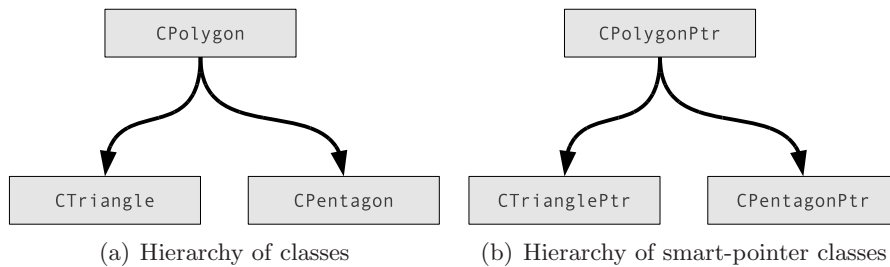 CPolygon
CPolygonPtr
CTriangle
CPentagon
CTrianglePtr
CPentagonPtr
(a) Hierarchy of classes
(b) Hierarchy of smart-pointer classes